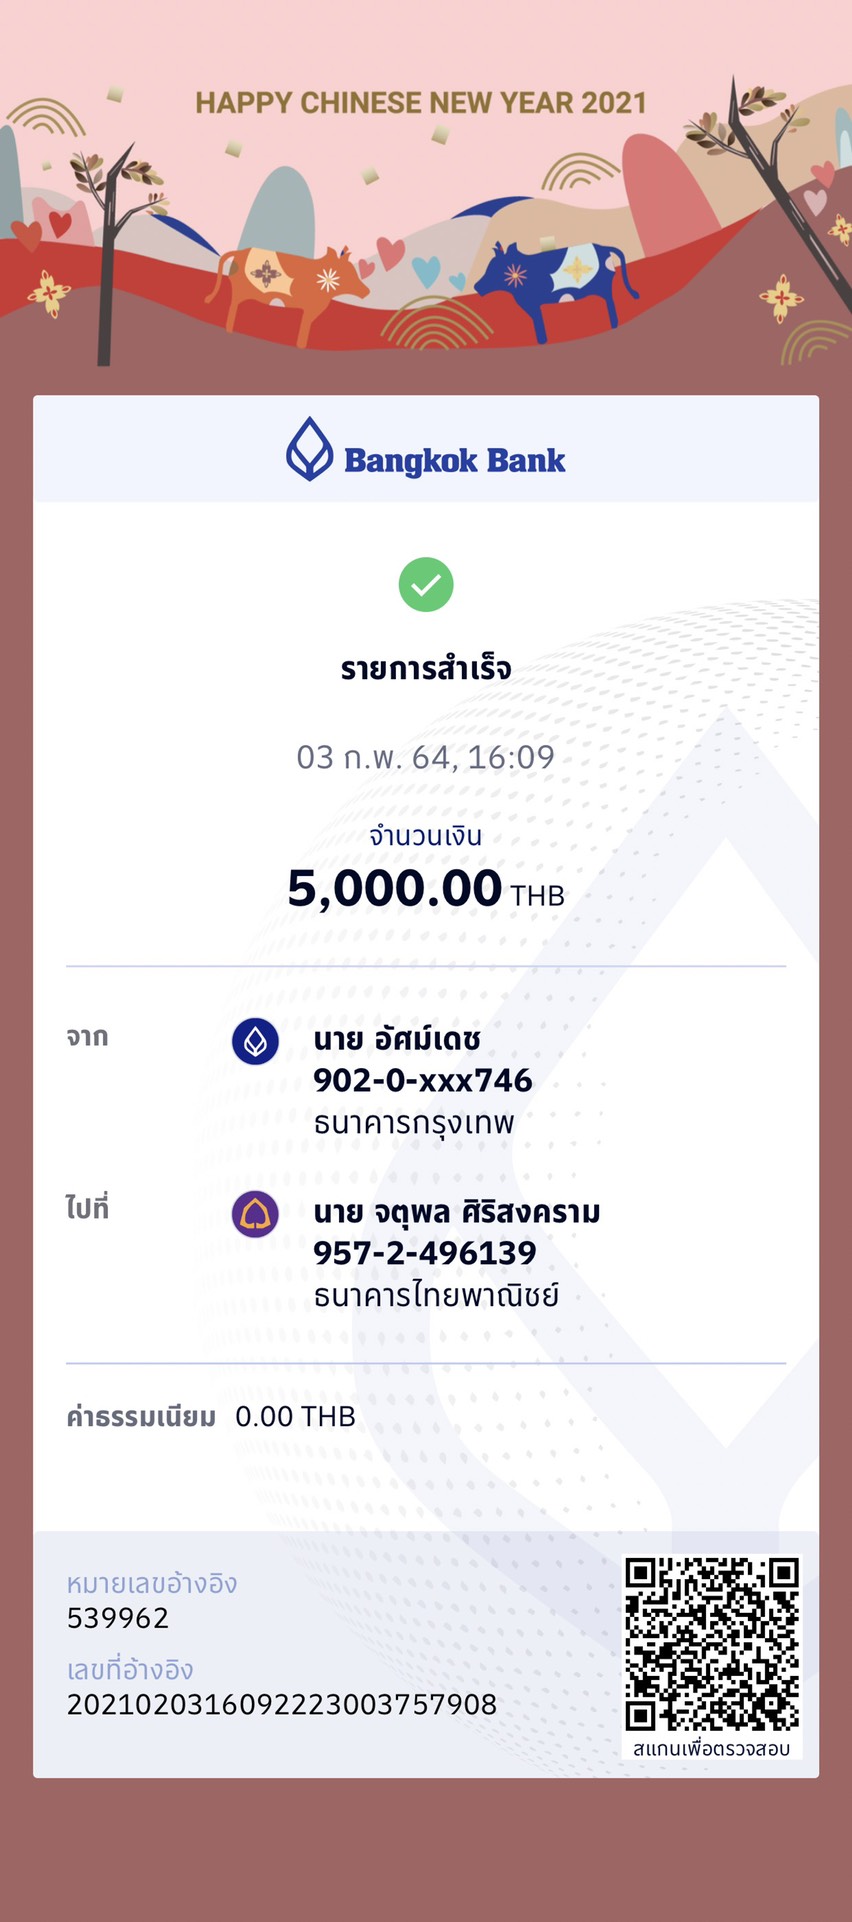 HAPPY CHINESE NEW YEAR 2021
Bangkok Bank
รายการสำเร็จ
03 ก.พ. 64, 16:09
จำนวนเงิน
5,000.00 THB
จาก
นาย อัศม์เดช
902-0-xxx746
ธนาคารกรุงเทพ
ไปที่
นาย จตุพล ศิริสงคราม
957-2-496139
ธนาคารไทยพาณิชย์
ค่าธรรมเนียม 0.00 THB
หมายเลขอ้างอิง
539962
เลขที่อ้างอิง
2021020316092223003757908
สแกนเพื่อตรวจสอบ